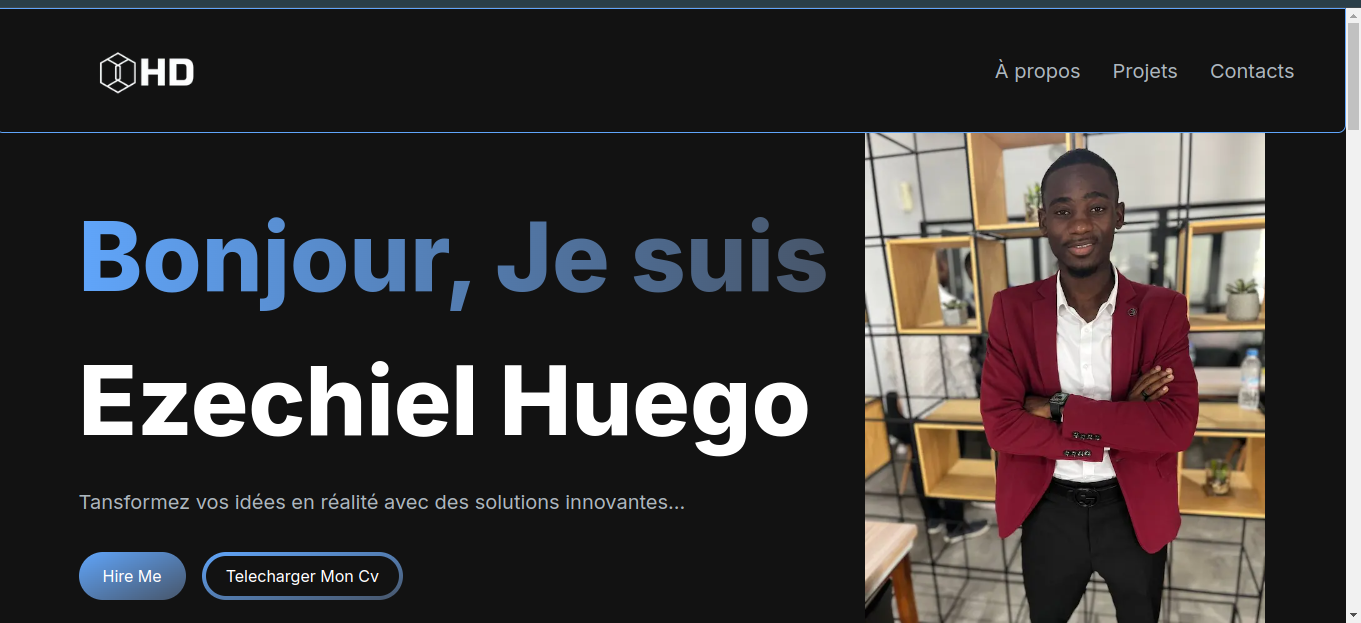 HD
À propos Projets Contacts
Bonjour, Je suis
Ezechiel Huego
Tansformez vos idées en réalité avec des solutions innovantes...
Hire Me Telecharger Mon Cv